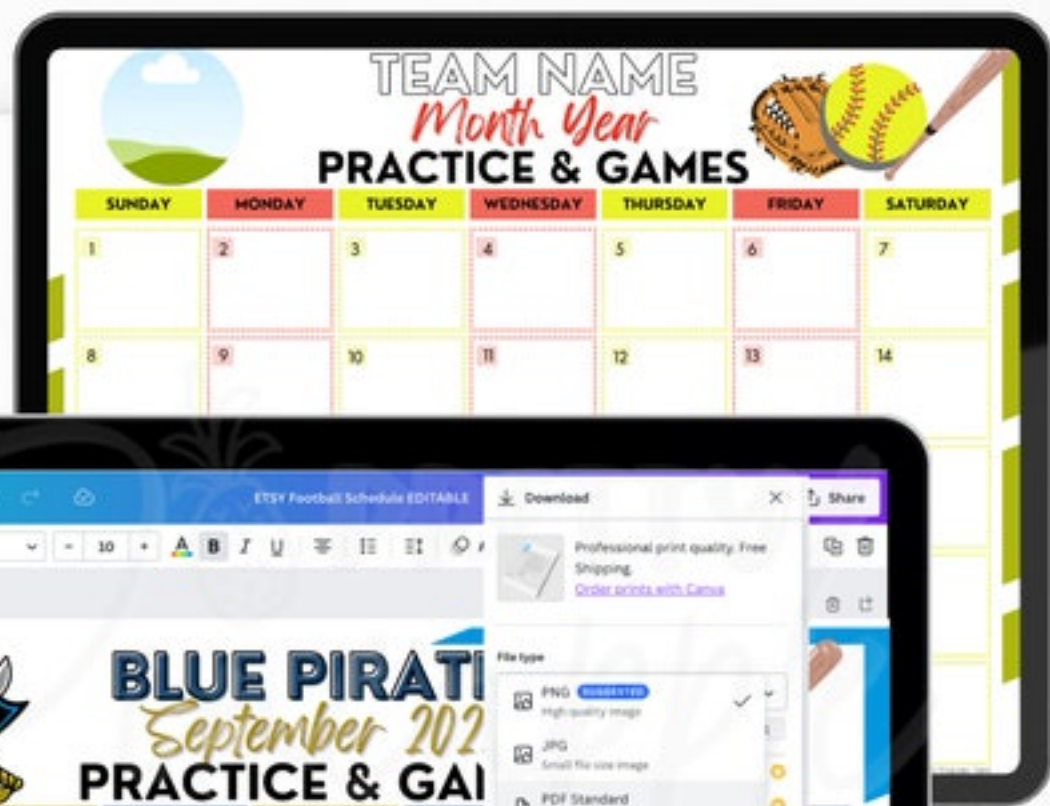 TEAM NAME
Month Year
PRACTICE & GAMES
SUNDAY MONDAY TUESDAY WEDNESDAY THURSDAY FRIDAY SATURDAY
1 2 3 4 5 6 7
8 9 10 11 12 13 14
ETSY Football Schedule EDITABLE
Download
Share
- 10 + A B I U
Professional print quality. Free
Shipping.
Order prints with Canva
File type
PNG SUGGESTED
High quality image
JPG
Small file size image
PDF Standard
BLUE PIRATE
September 202
PRACTICE & GA